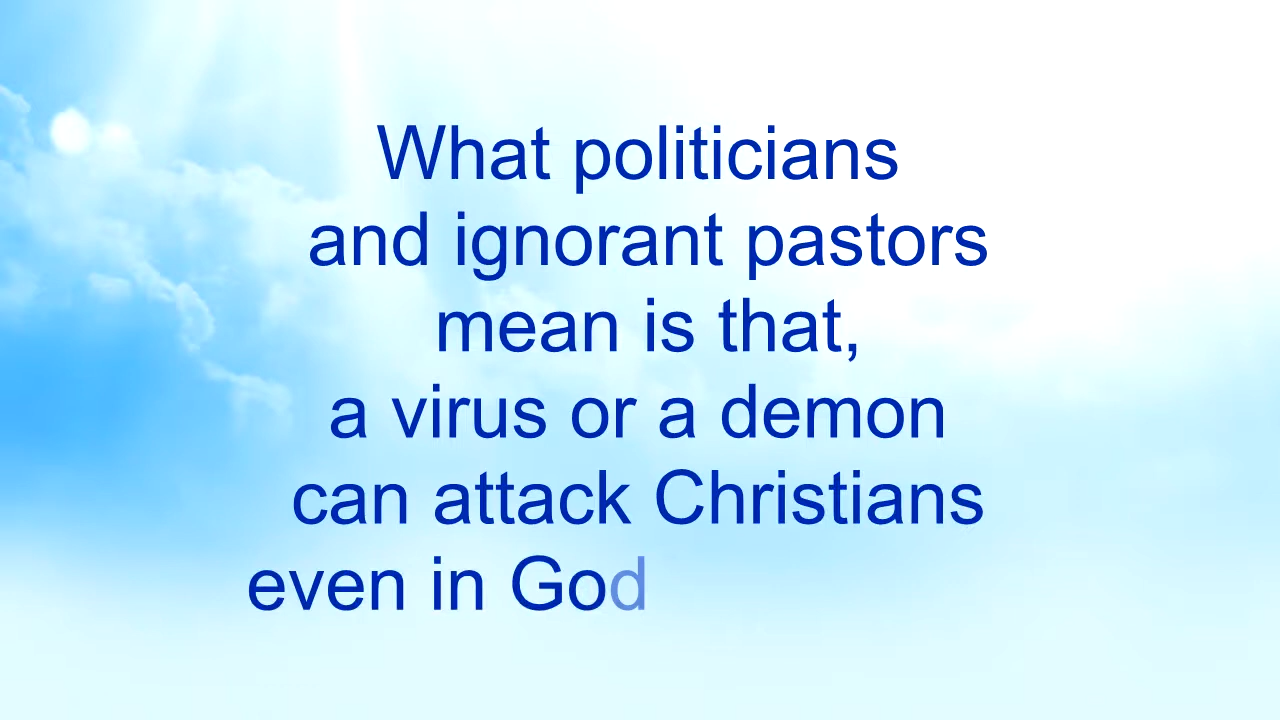 What politicians
and ignorant pastors
mean is that,
a virus or a demon
can attack Christians
even in God